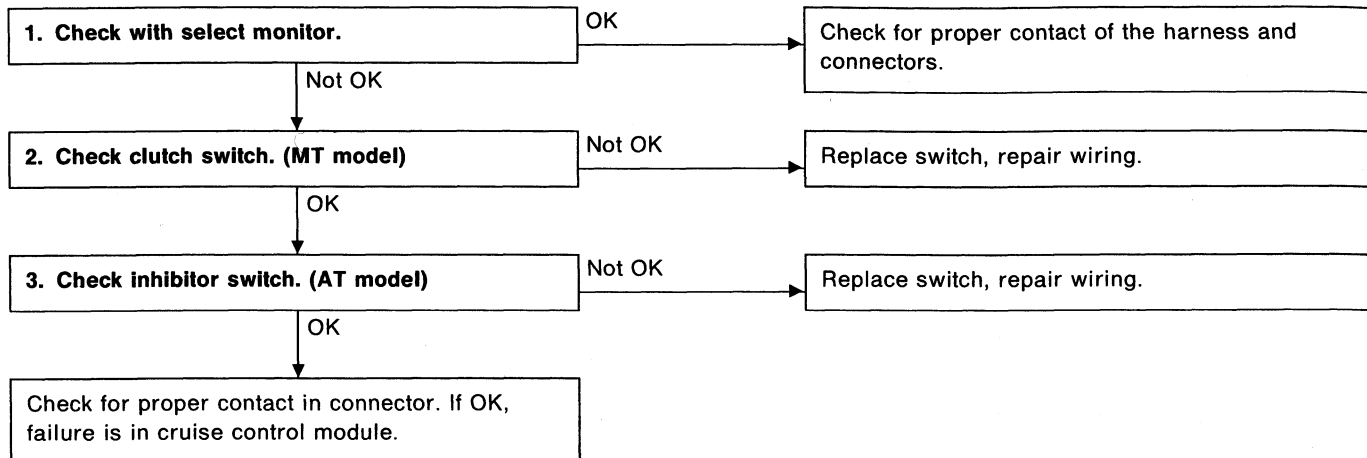 1. Check with select monitor.
OK
Check for proper contact of the harness and
connectors.
Not OK
2. Check clutch switch. (MT model)
Not OK
Replace switch, repair wiring.
OK
3. Check inhibitor switch. (AT model)
Not OK
Replace switch, repair wiring.
OK
Check for proper contact in connector. If OK,
failure is in cruise control module.